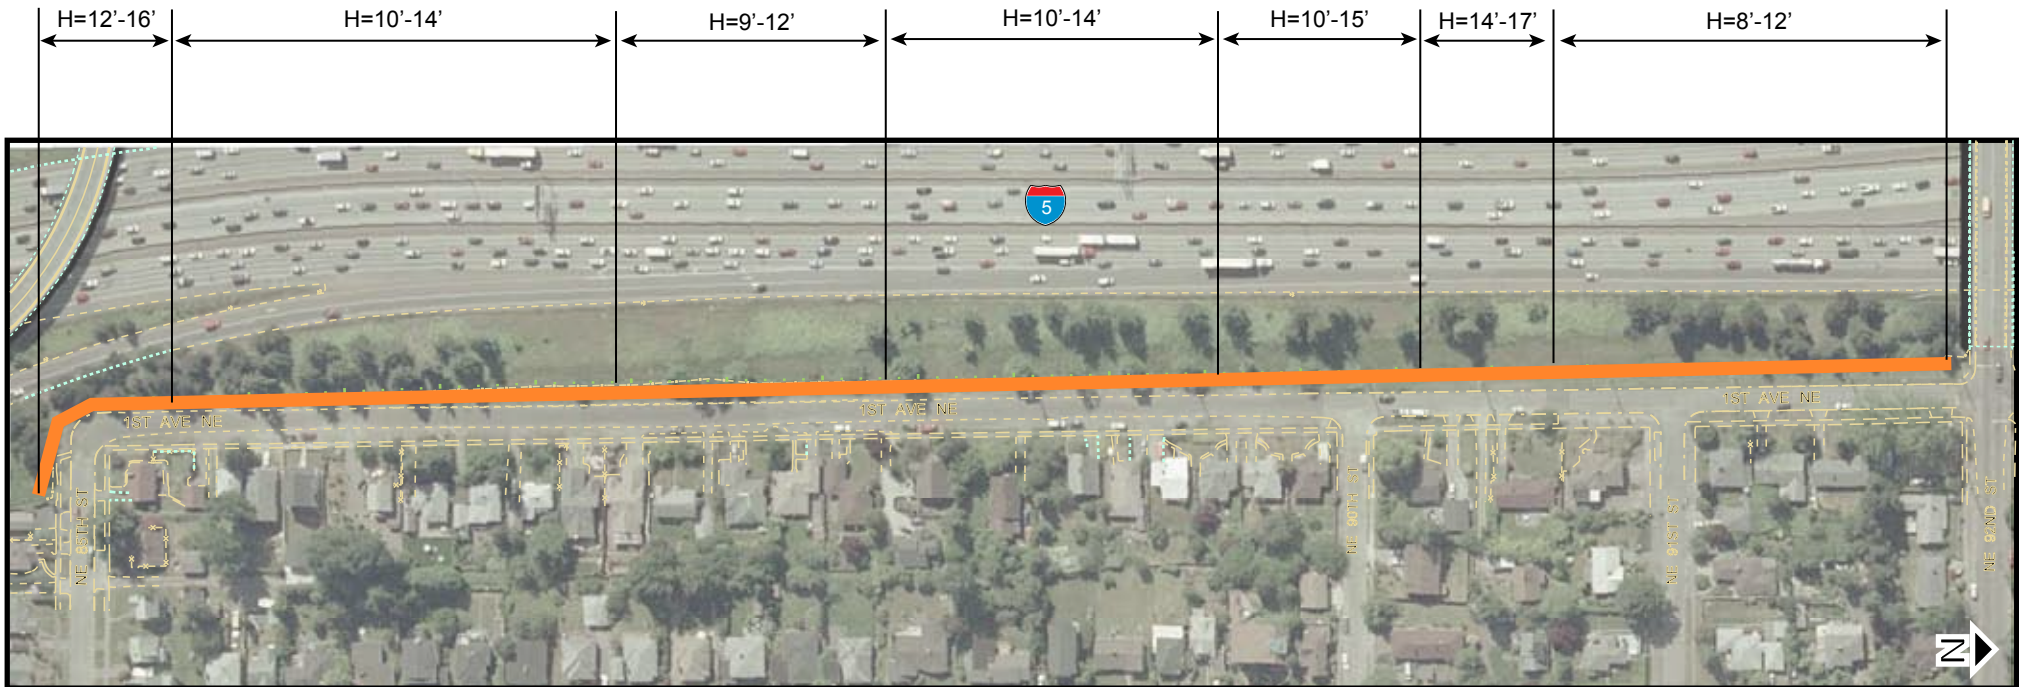 H=12’-16’
H=10’-14’
H=9’-12’
H=10’-14’
H=10’-15’
H=14’-17’
H=8’-12’
5
1ST AVE NE
1ST AVE NE
1ST AVE NE
NE 85TH ST
NE 90TH ST
NE 91ST ST
NE 92ND ST
N